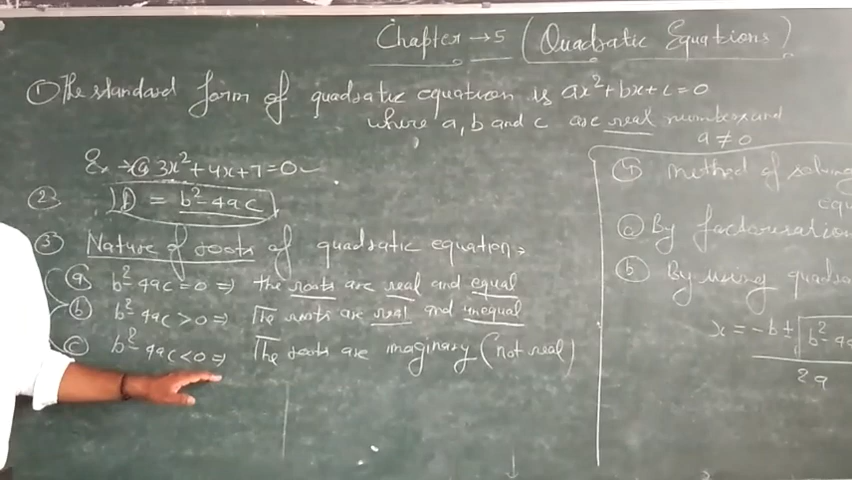 Chapter → 5 (Quadratic Equations)
① The standard form of quadratic equation is ax²+bx+c=0
where a, b and c are real numbers and
a ≠ 0
Ex → ⓐ 3x²+4x+7=0
② D = b²-4ac
③ Nature of roots of quadratic equation →
ⓐ b²-4ac=0 ⇒ the roots are real and equal
ⓑ b²-4ac>0 ⇒ The roots are real and unequal
ⓒ b²-4ac<0 ⇒ The roots are imaginary (not real)
④ Method of solving
equ
ⓐ By factorisation
ⓑ By using quad
x = -b ± √b²-4a
2a